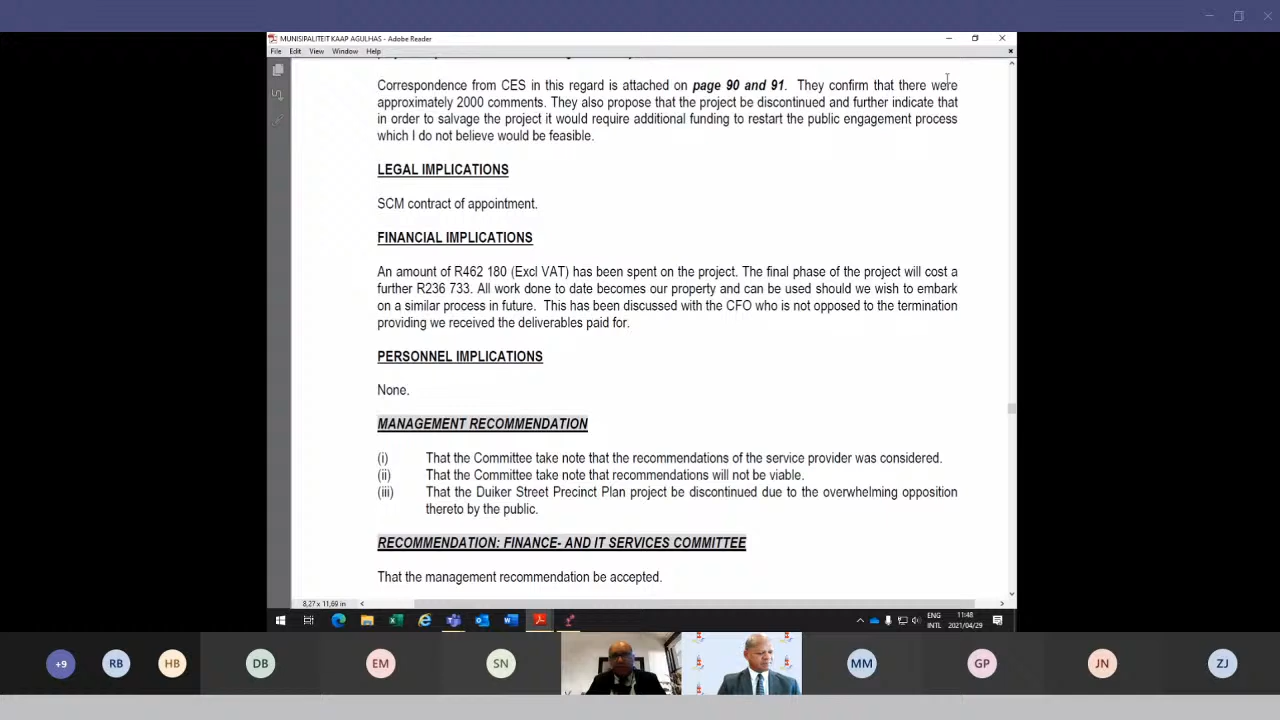 MUNISIPALITEIT KAAP AGULHAS - Adobe Reader
File Edit View Window Help
Correspondence from CES in this regard is attached on page 90 and 91. They confirm that there were
approximately 2000 comments. They also propose that the project be discontinued and further indicate that
in order to salvage the project it would require additional funding to restart the public engagement process
which I do not believe would be feasible.
LEGAL IMPLICATIONS
SCM contract of appointment.
FINANCIAL IMPLICATIONS
An amount of R462 180 (Excl VAT) has been spent on the project. The final phase of the project will cost a
further R236 733. All work done to date becomes our property and can be used should we wish to embark
on a similar process in future. This has been discussed with the CFO who is not opposed to the termination
providing we received the deliverables paid for.
PERSONNEL IMPLICATIONS
None.
MANAGEMENT RECOMMENDATION
(i) That the Committee take note that the recommendations of the service provider was considered.
(ii) That the Committee take note that recommendations will not be viable.
(iii) That the Duiker Street Precinct Plan project be discontinued due to the overwhelming opposition
thereto by the public.
RECOMMENDATION: FINANCE- AND IT SERVICES COMMITTEE
That the management recommendation be accepted.
8,27 x 11,69 in
ENG 11:48
INTL 2021/04/29
+9 RB HB DB EM SN MM GP JN ZJ